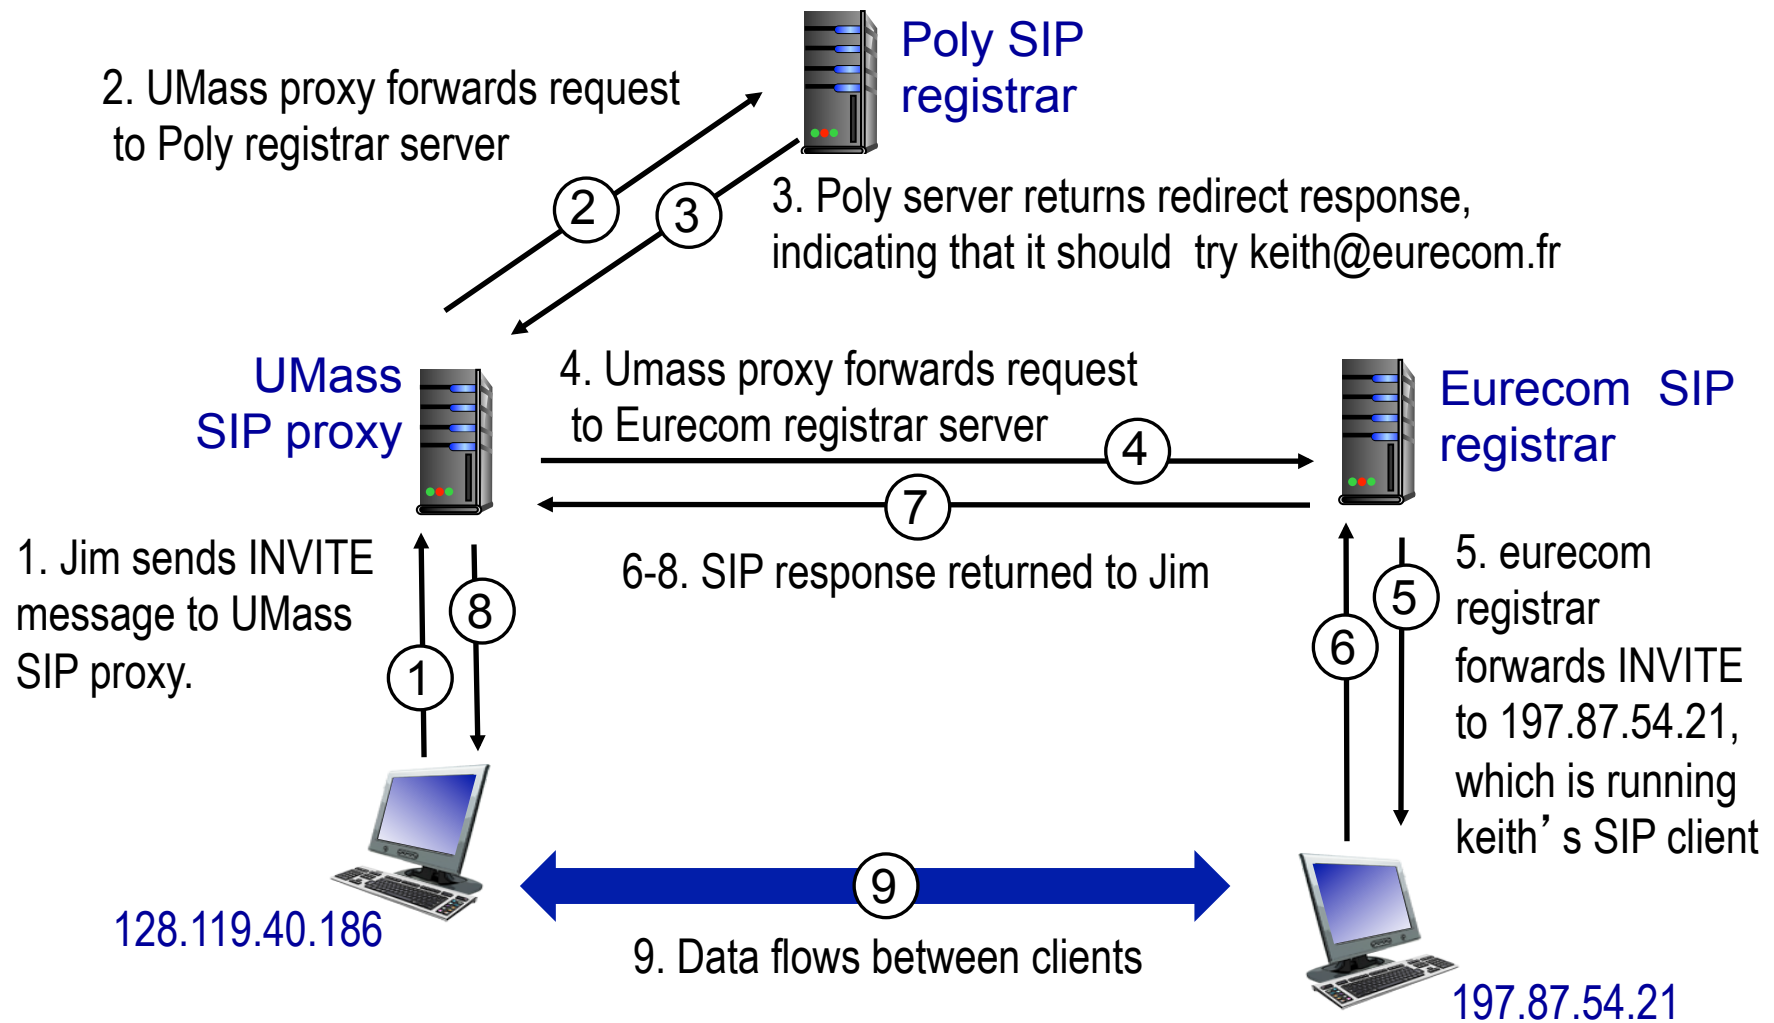 Poly SIP
registrar
2. UMass proxy forwards request
to Poly registrar server
2
3
3. Poly server returns redirect response,
indicating that it should try keith@eurecom.fr
UMass
SIP proxy
4. Umass proxy forwards request
to Eurecom registrar server
4
Eurecom SIP
registrar
7
1. Jim sends INVITE
message to UMass
SIP proxy.
1
8
6-8. SIP response returned to Jim
6
5
5. eurecom
registrar
forwards INVITE
to 197.87.54.21,
which is running
keith’s SIP client
9
128.119.40.186
9. Data flows between clients
197.87.54.21